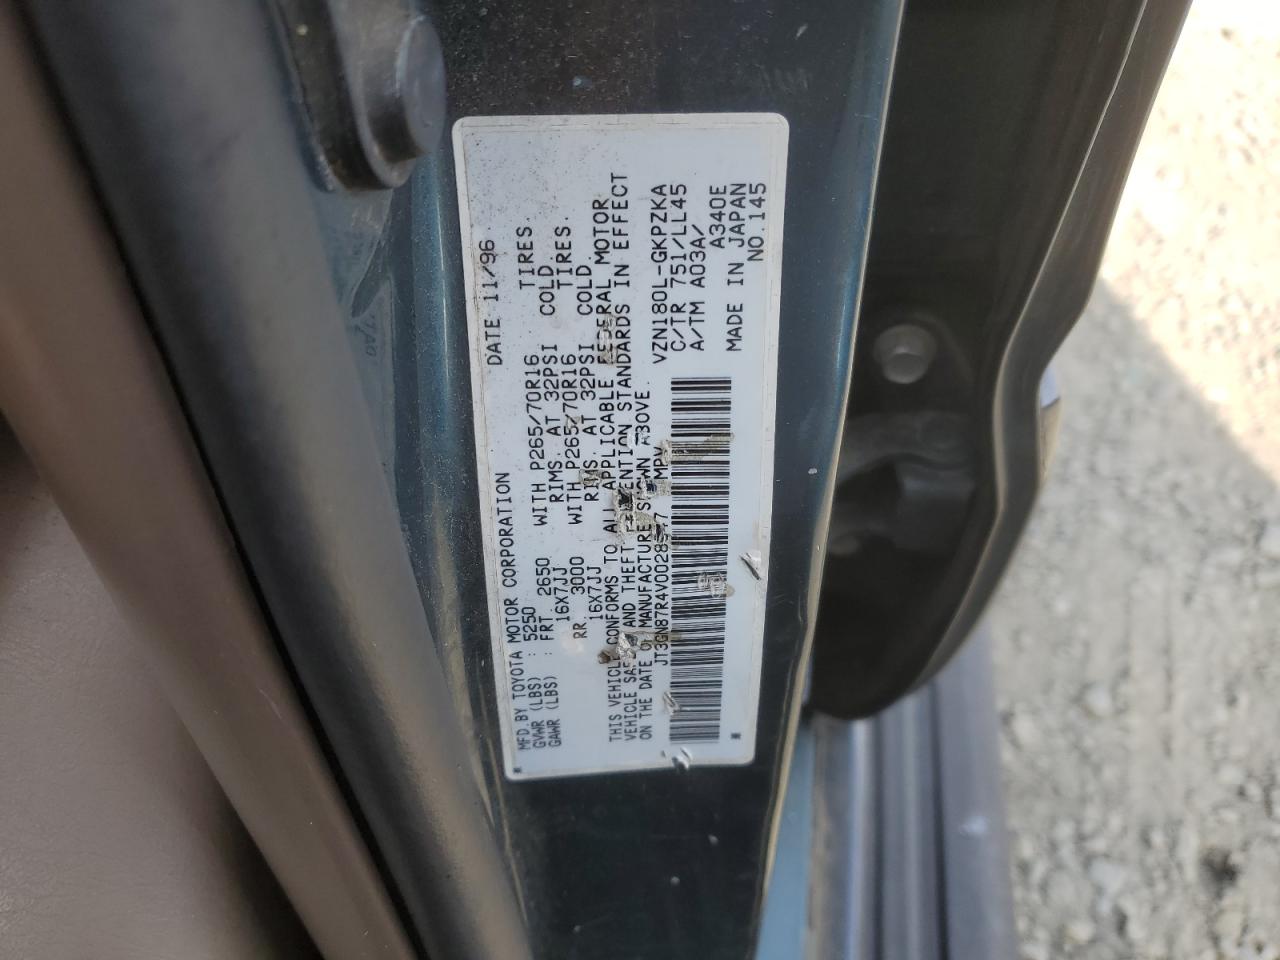 MFD. BY TOYOTA MOTOR CORPORATION DATE 11/96
GVWR (LBS) : 5250 WITH P265/70R16 TIRES.
GAWR (LBS) : FRT 2650 RIMS AT 32PSI COLD.
16X7JJ WITH P265/70R16 TIRES.
RR. 3000 RIMS AT 32PSI COLD.
16X7JJ
THIS VEHICLE CONFORMS TO ALL APPLICABLE FEDERAL MOTOR
VEHICLE AND THEFT STANDARDS IN EFFECT
ON THE DATE OF MANUFACTURE SHOWN ABOVE.
MPV
VZN180L-GKPZKA
C/TR 751/LL45
A/TM A03A/
A340E
MADE IN JAPAN
NO.145